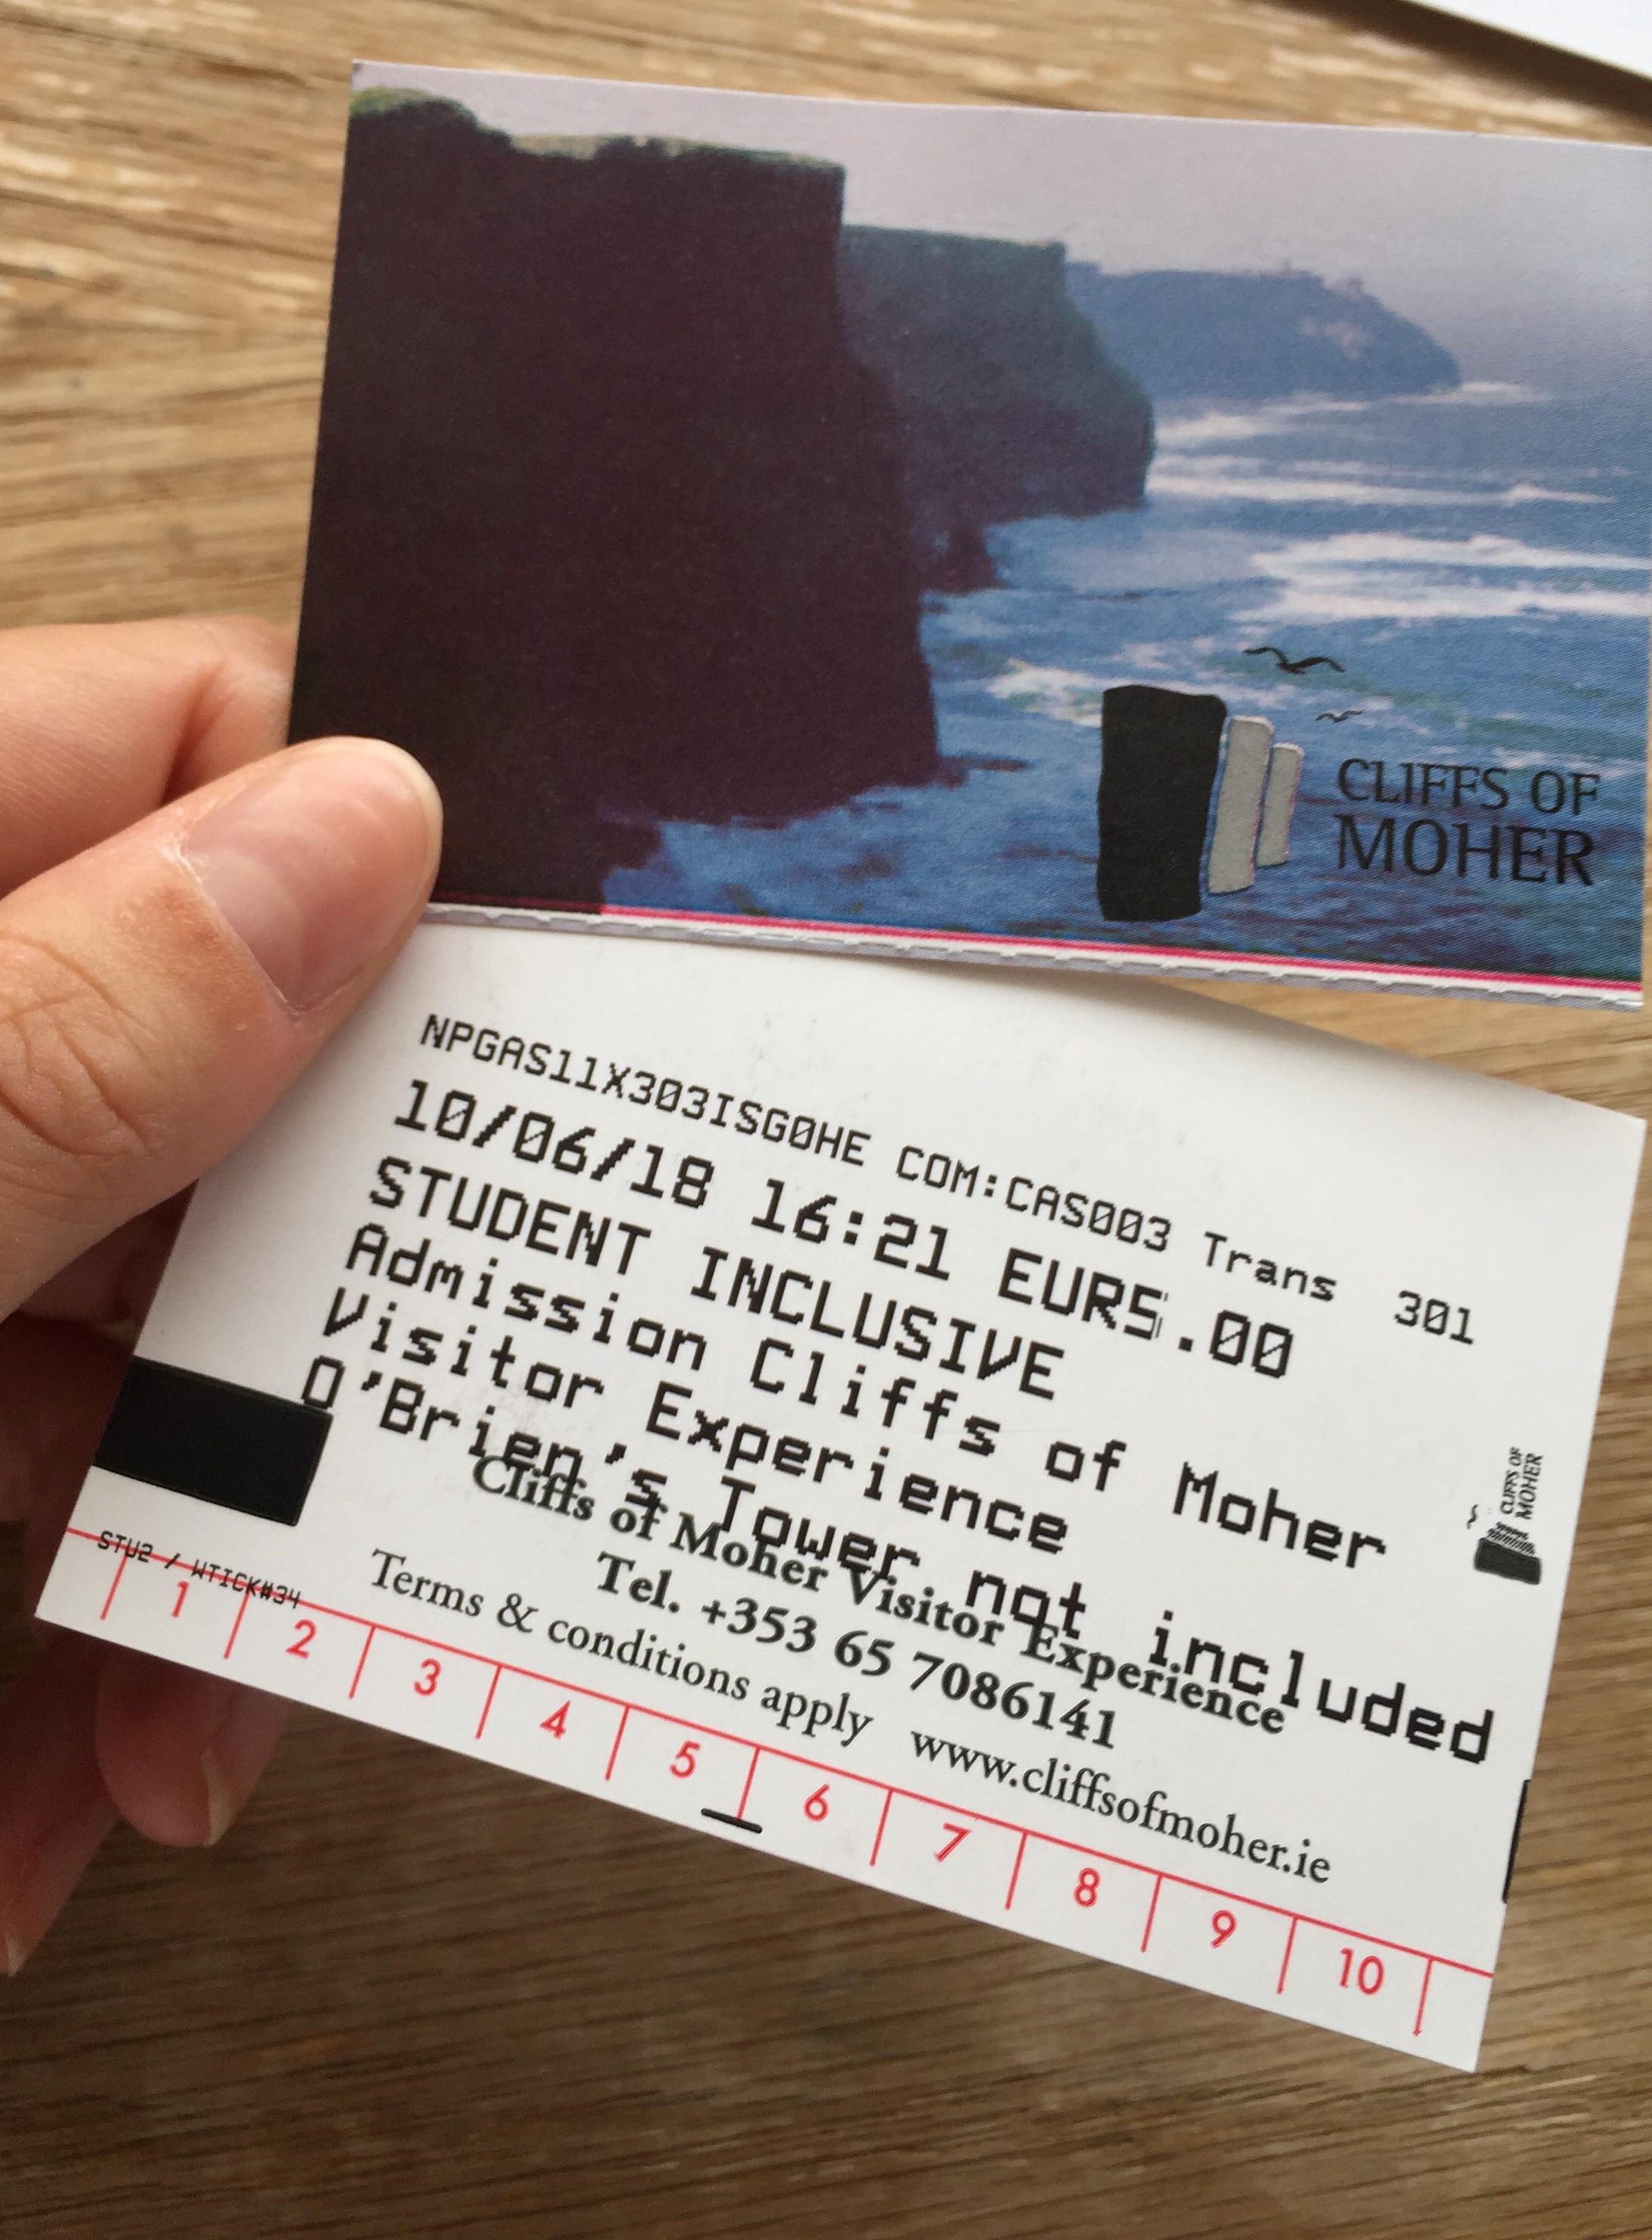 CLIFFS OF
MOHER
NPGAS11X303ISG0HE COM:CAS003 Trans 301
10/06/18 16:21 EUR5.00
STUDENT INCLUSIVE
Admission Cliffs of Moher
Visitor Experience
O'Brien's Tower not included
Cliffs of Moher Visitor Experience
Tel. +353 65 7086141
Terms & conditions apply www.cliffsofmoher.ie
CLIFFS OF
MOHER
STU2 / WTICK#34
1 2 3 4 5 6 7 8 9 10